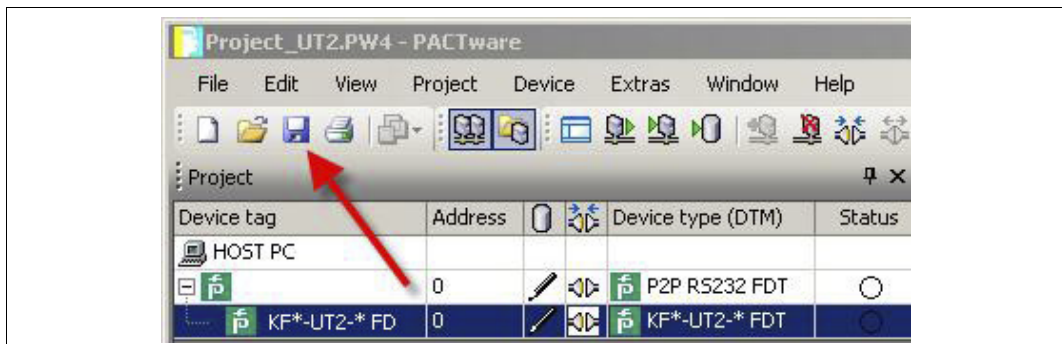 Project_UT2.PW4 - PACTware
File Edit View Project Device Extras Window Help
Project
Device tag Address Device type (DTM) Status
HOST PC
0 P2P RS232 FDT
KF*-UT2-* FD 0 KF*-UT2-* FDT